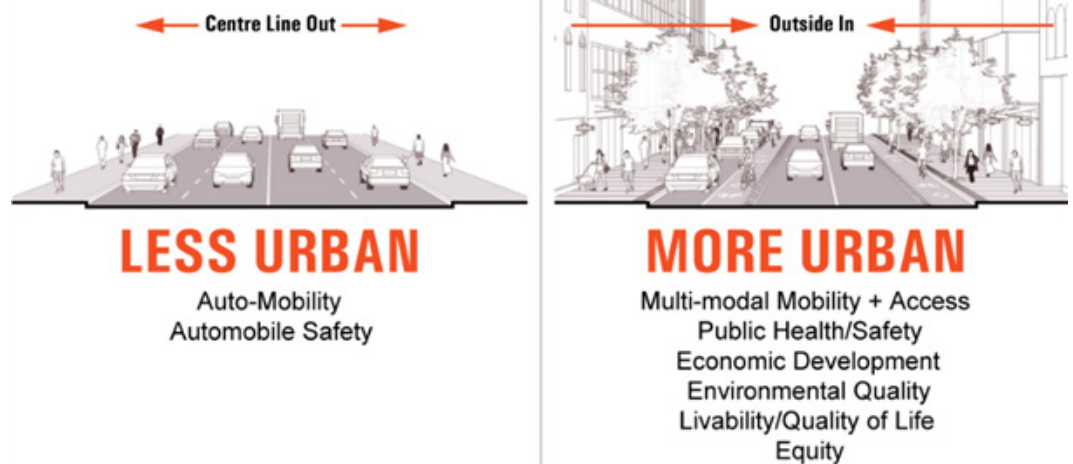 Centre Line Out
LESS URBAN
Auto-Mobility
Automobile Safety
Outside In
MORE URBAN
Multi-modal Mobility + Access
Public Health/Safety
Economic Development
Environmental Quality
Livability/Quality of Life
Equity